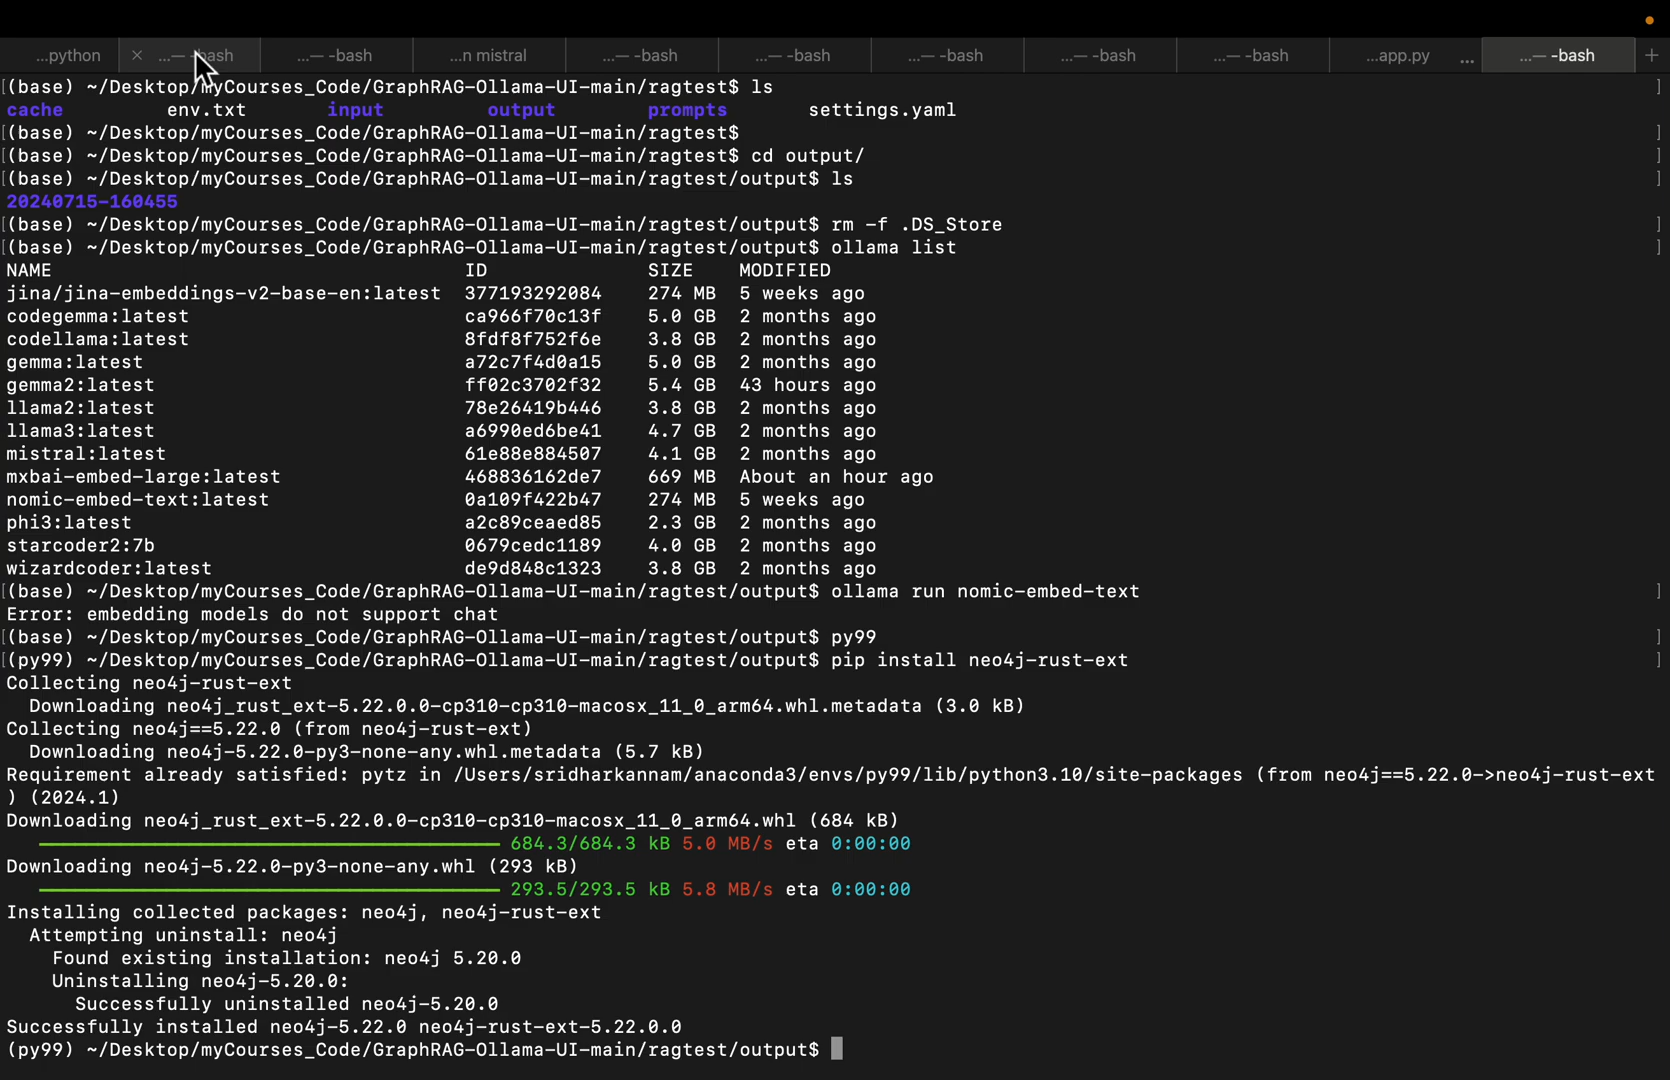 ...python
...— -bash
...— -bash
...n mistral
...— -bash
...— -bash
...— -bash
...— -bash
...— -bash
...app.py
...
...— -bash
[(base) ~/Desktop/myCourses_Code/GraphRAG-Ollama-UI-main/ragtest$ ls ]
cache env.txt input output prompts settings.yaml
[(base) ~/Desktop/myCourses_Code/GraphRAG-Ollama-UI-main/ragtest$ ]
[(base) ~/Desktop/myCourses_Code/GraphRAG-Ollama-UI-main/ragtest$ cd output/ ]
[(base) ~/Desktop/myCourses_Code/GraphRAG-Ollama-UI-main/ragtest/output$ ls ]
20240715-160455
[(base) ~/Desktop/myCourses_Code/GraphRAG-Ollama-UI-main/ragtest/output$ rm -f .DS_Store ]
[(base) ~/Desktop/myCourses_Code/GraphRAG-Ollama-UI-main/ragtest/output$ ollama list ]
NAME ID SIZE MODIFIED
jina/jina-embeddings-v2-base-en:latest 377193292084 274 MB 5 weeks ago
codegemma:latest ca966f70c13f 5.0 GB 2 months ago
codellama:latest 8fdf8f752f6e 3.8 GB 2 months ago
gemma:latest a72c7f4d0a15 5.0 GB 2 months ago
gemma2:latest ff02c3702f32 5.4 GB 43 hours ago
llama2:latest 78e26419b446 3.8 GB 2 months ago
llama3:latest a6990ed6be41 4.7 GB 2 months ago
mistral:latest 61e88e884507 4.1 GB 2 months ago
mxbai-embed-large:latest 468836162de7 669 MB About an hour ago
nomic-embed-text:latest 0a109f422b47 274 MB 5 weeks ago
phi3:latest a2c89ceaed85 2.3 GB 2 months ago
starcoder2:7b 0679cedc1189 4.0 GB 2 months ago
wizardcoder:latest de9d848c1323 3.8 GB 2 months ago
[(base) ~/Desktop/myCourses_Code/GraphRAG-Ollama-UI-main/ragtest/output$ ollama run nomic-embed-text ]
Error: embedding models do not support chat
[(base) ~/Desktop/myCourses_Code/GraphRAG-Ollama-UI-main/ragtest/output$ py99 ]
[(py99) ~/Desktop/myCourses_Code/GraphRAG-Ollama-UI-main/ragtest/output$ pip install neo4j-rust-ext ]
Collecting neo4j-rust-ext
Downloading neo4j_rust_ext-5.22.0.0-cp310-cp310-macosx_11_0_arm64.whl.metadata (3.0 kB)
Collecting neo4j==5.22.0 (from neo4j-rust-ext)
Downloading neo4j-5.22.0-py3-none-any.whl.metadata (5.7 kB)
Requirement already satisfied: pytz in /Users/sridharkannam/anaconda3/envs/py99/lib/python3.10/site-packages (from neo4j==5.22.0->neo4j-rust-ext
) (2024.1)
Downloading neo4j_rust_ext-5.22.0.0-cp310-cp310-macosx_11_0_arm64.whl (684 kB)
684.3/684.3 kB 5.0 MB/s eta 0:00:00
Downloading neo4j-5.22.0-py3-none-any.whl (293 kB)
293.5/293.5 kB 5.8 MB/s eta 0:00:00
Installing collected packages: neo4j, neo4j-rust-ext
Attempting uninstall: neo4j
Found existing installation: neo4j 5.20.0
Uninstalling neo4j-5.20.0:
Successfully uninstalled neo4j-5.20.0
Successfully installed neo4j-5.22.0 neo4j-rust-ext-5.22.0.0
(py99) ~/Desktop/myCourses_Code/GraphRAG-Ollama-UI-main/ragtest/output$